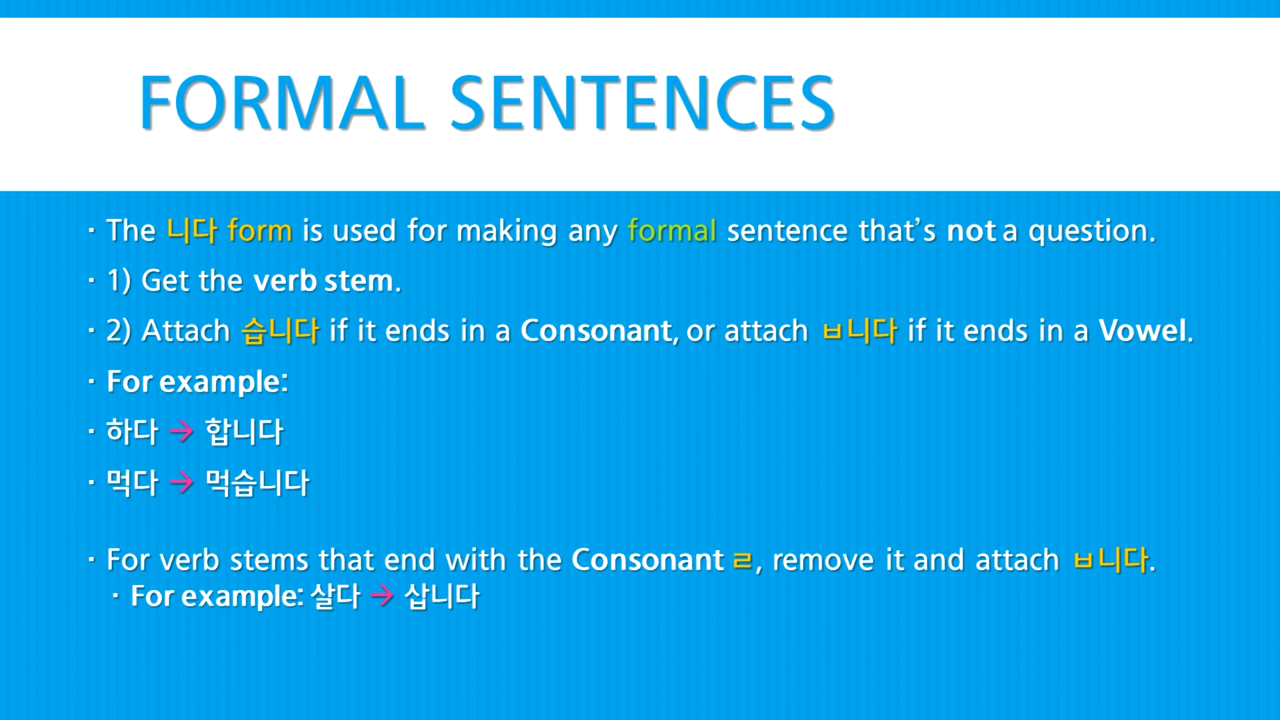 FORMAL SENTENCES
· The 니다 form is used for making any formal sentence that's not a question.
· 1) Get the verb stem.
· 2) Attach 습니다 if it ends in a Consonant, or attach ㅂ니다 if it ends in a Vowel.
· For example:
· 하다 → 합니다
· 먹다 → 먹습니다
· For verb stems that end with the Consonant ㄹ, remove it and attach ㅂ니다.
· For example: 살다 → 삽니다